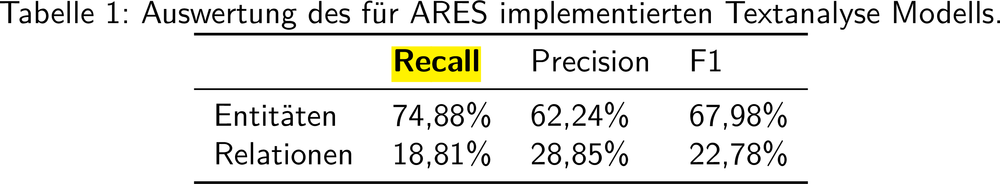 Tabelle 1: Auswertung des für ARES implementierten Textanalyse Modells.
Recall Precision F1
Entitäten 74,88% 62,24% 67,98%
Relationen 18,81% 28,85% 22,78%